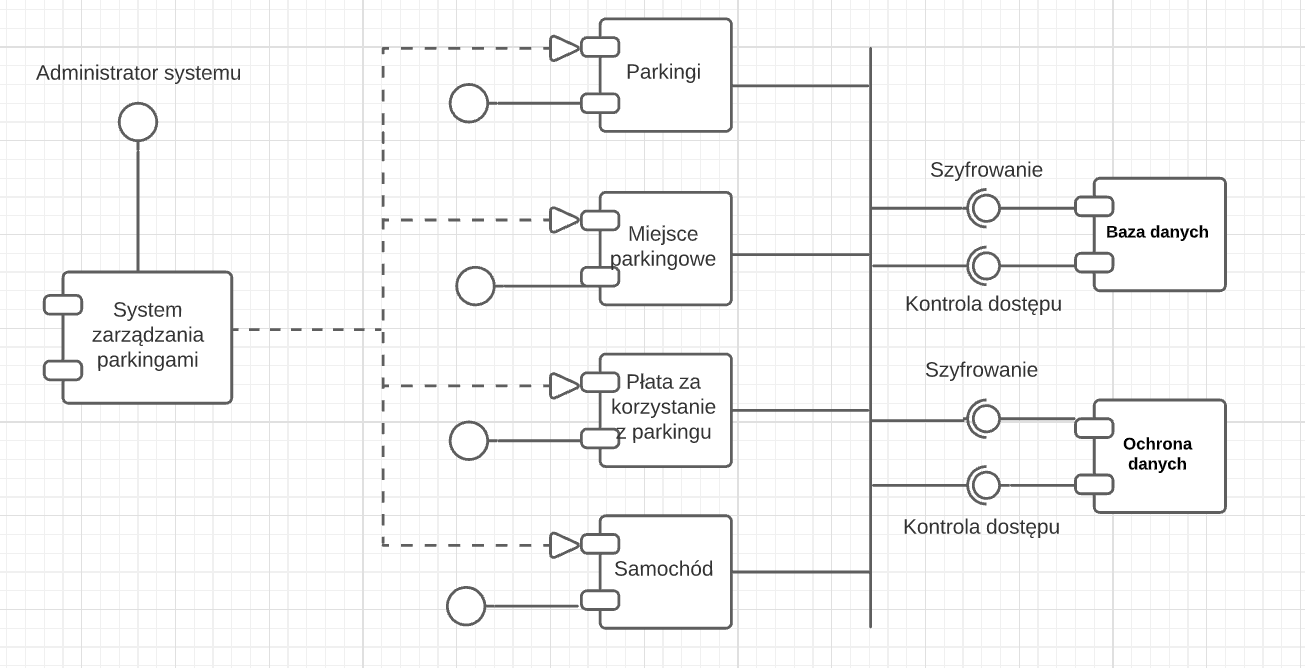 Administrator systemu
System
zarządzania
parkingami
Parkingi
Miejsce
parkingowe
Płata za
korzystanie
z parkingu
Samochód
Szyfrowanie
Kontrola dostępu
Baza danych
Szyfrowanie
Kontrola dostępu
Ochrona
danych